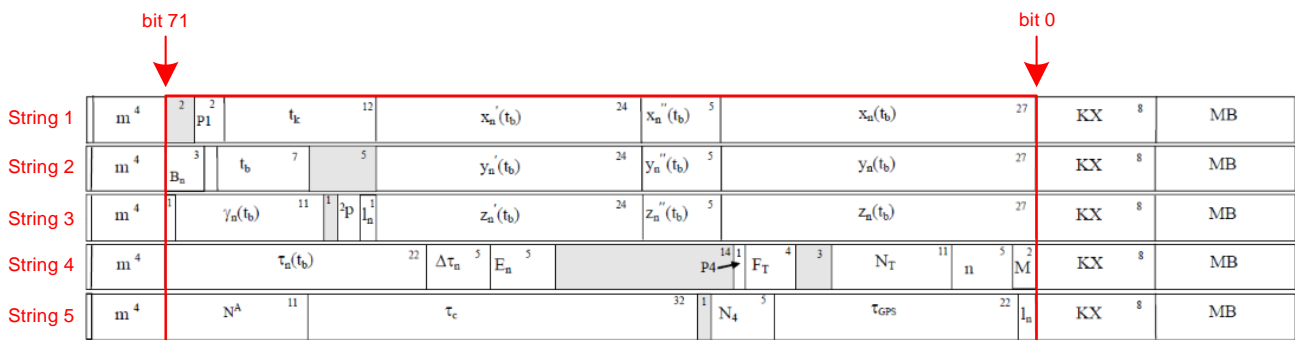 bit 71 bit 0
String 1 m 4 2 P1 2 tk 12 xn′(tb) 24 xn″(tb) 5 xn(tb) 27 KX 8 MB
String 2 m 4 Bn 3 tb 7 5 yn′(tb) 24 yn″(tb) 5 yn(tb) 27 KX 8 MB
String 3 m 4 1 γn(tb) 11 1 2p ln 1 zn′(tb) 24 zn″(tb) 5 zn(tb) 27 KX 8 MB
String 4 m 4 τn(tb) 22 Δτn 5 En 5 14 P4 1 FT 4 3 NT 11 n 5 M 2 KX 8 MB
String 5 m 4 NA 11 τc 32 1 N4 5 τGPS 22 ln KX 8 MB